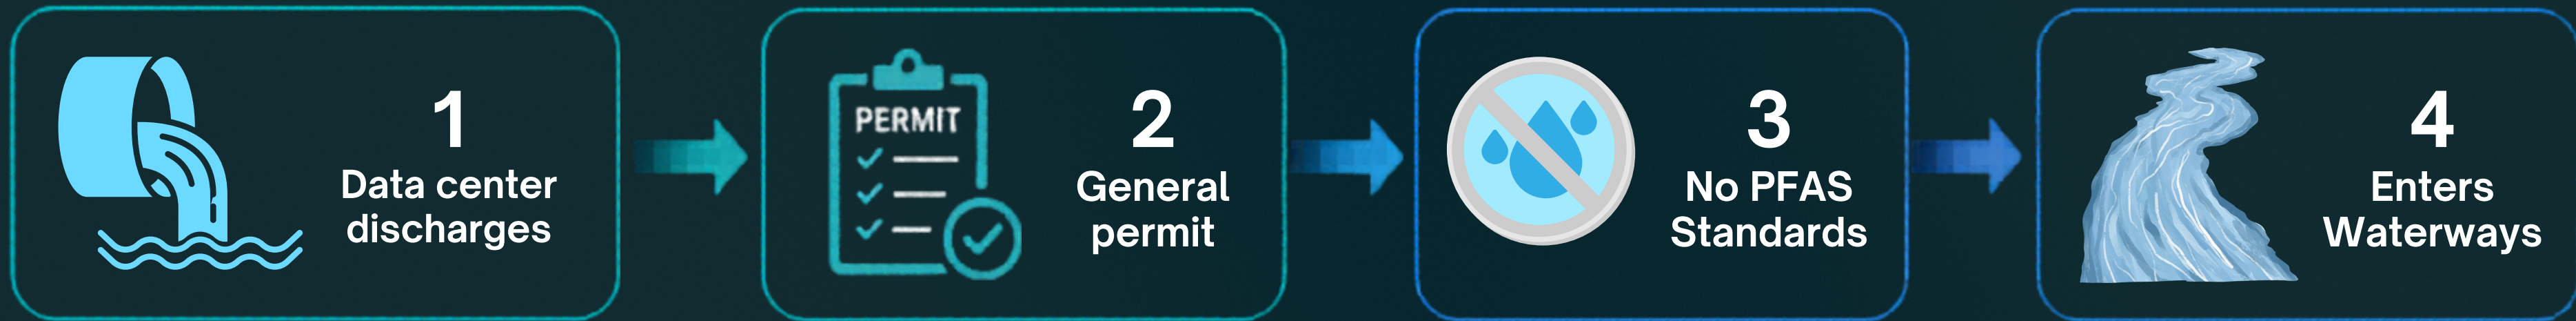 1
Data center
discharges
PERMIT
2
General
permit
3
No PFAS
Standards
4
Enters
Waterways